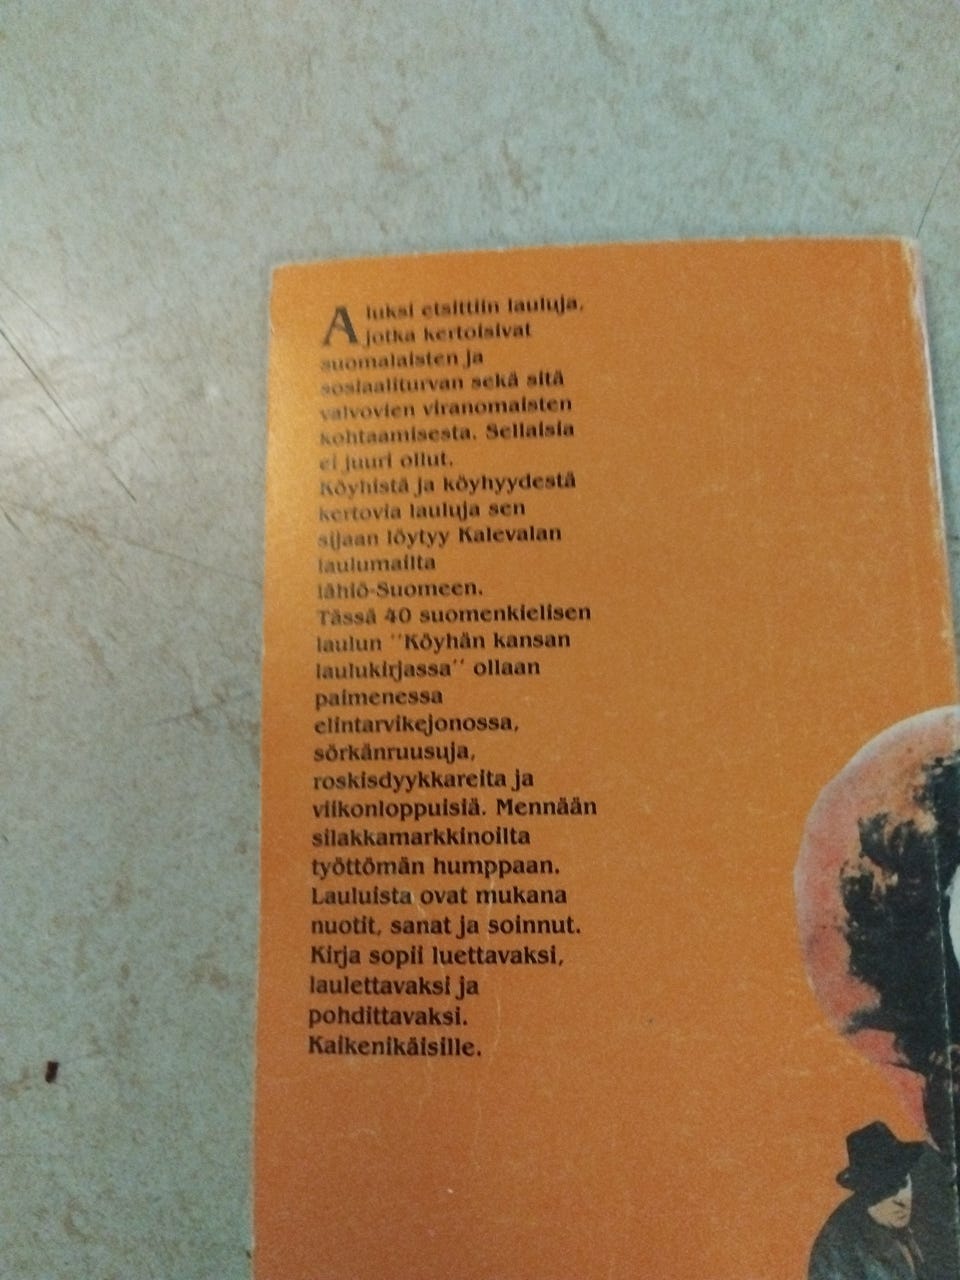 Aluksi etsittiin lauluja,
jotka kertoisivat
suomalaisten ja
sosiaaliturvan sekä sitä
valvovien viranomaisten
kohtaamisesta. Sellaisia
ei juuri ollut.
Köyhistä ja köyhyydestä
kertovia lauluja sen
sijaan löytyy Kalevalan
laulumailta
lähiö-Suomeen.
Tässä 40 suomenkielisen
laulun "Köyhän kansan
laulukirjassa" ollaan
paimenessa
elintarvikejonossa,
sörkänruusuja,
roskisdyykkareita ja
viikonloppuisiä. Mennään
silakkamarkkinoilta
työttömän humppaan.
Lauluista ovat mukana
nuotit, sanat ja soinnut.
Kirja sopii luettavaksi,
laulettavaksi ja
pohdittavaksi.
Kaikenikäisille.